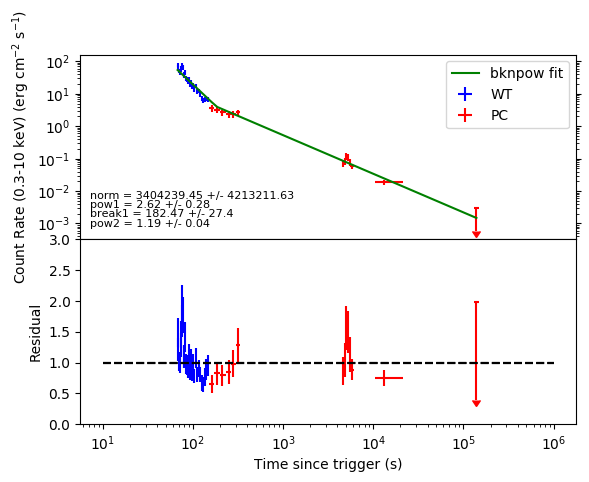 Count Rate (0.3-10 keV) (erg cm⁻² s⁻¹)
10²
10¹
10⁰
10⁻¹
10⁻²
10⁻³
bknpow fit
WT
PC
norm = 3404239.45 +/- 4213211.63
pow1 = 2.62 +/- 0.28
break1 = 182.47 +/- 27.4
pow2 = 1.19 +/- 0.04
Residual
3.0
2.5
2.0
1.5
1.0
0.5
0.0
10¹ 10² 10³ 10⁴ 10⁵ 10⁶
Time since trigger (s)